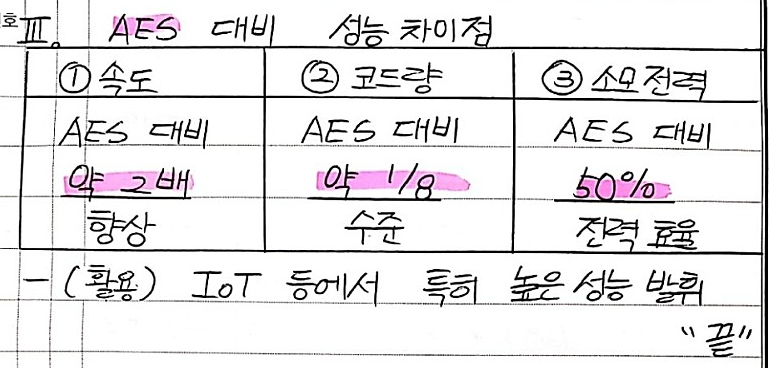 호
Ⅲ. AES 대비 성능 차이점
① 속도 ② 코드량 ③ 소모전력
AES 대비 AES 대비 AES 대비
약 2배 약 1/8 50%
향상 수준 전력 효율
- (활용) IoT 등에서 특히 높은 성능 발휘
"끝"